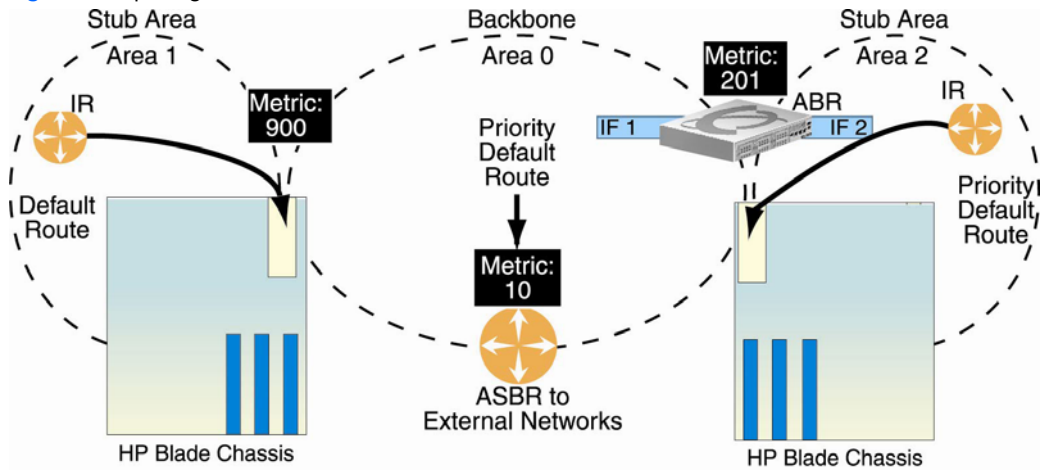 Stub Area
Area 1
IR
Metric:
900
Default
Route
HP Blade Chassis
Backbone
Area 0
Priority
Default
Route
Metric:
10
ASBR to
External Networks
Stub Area
Area 2
Metric:
201
ABR
IF 1
IF 2
IR
Priority
Default
Route
HP Blade Chassis